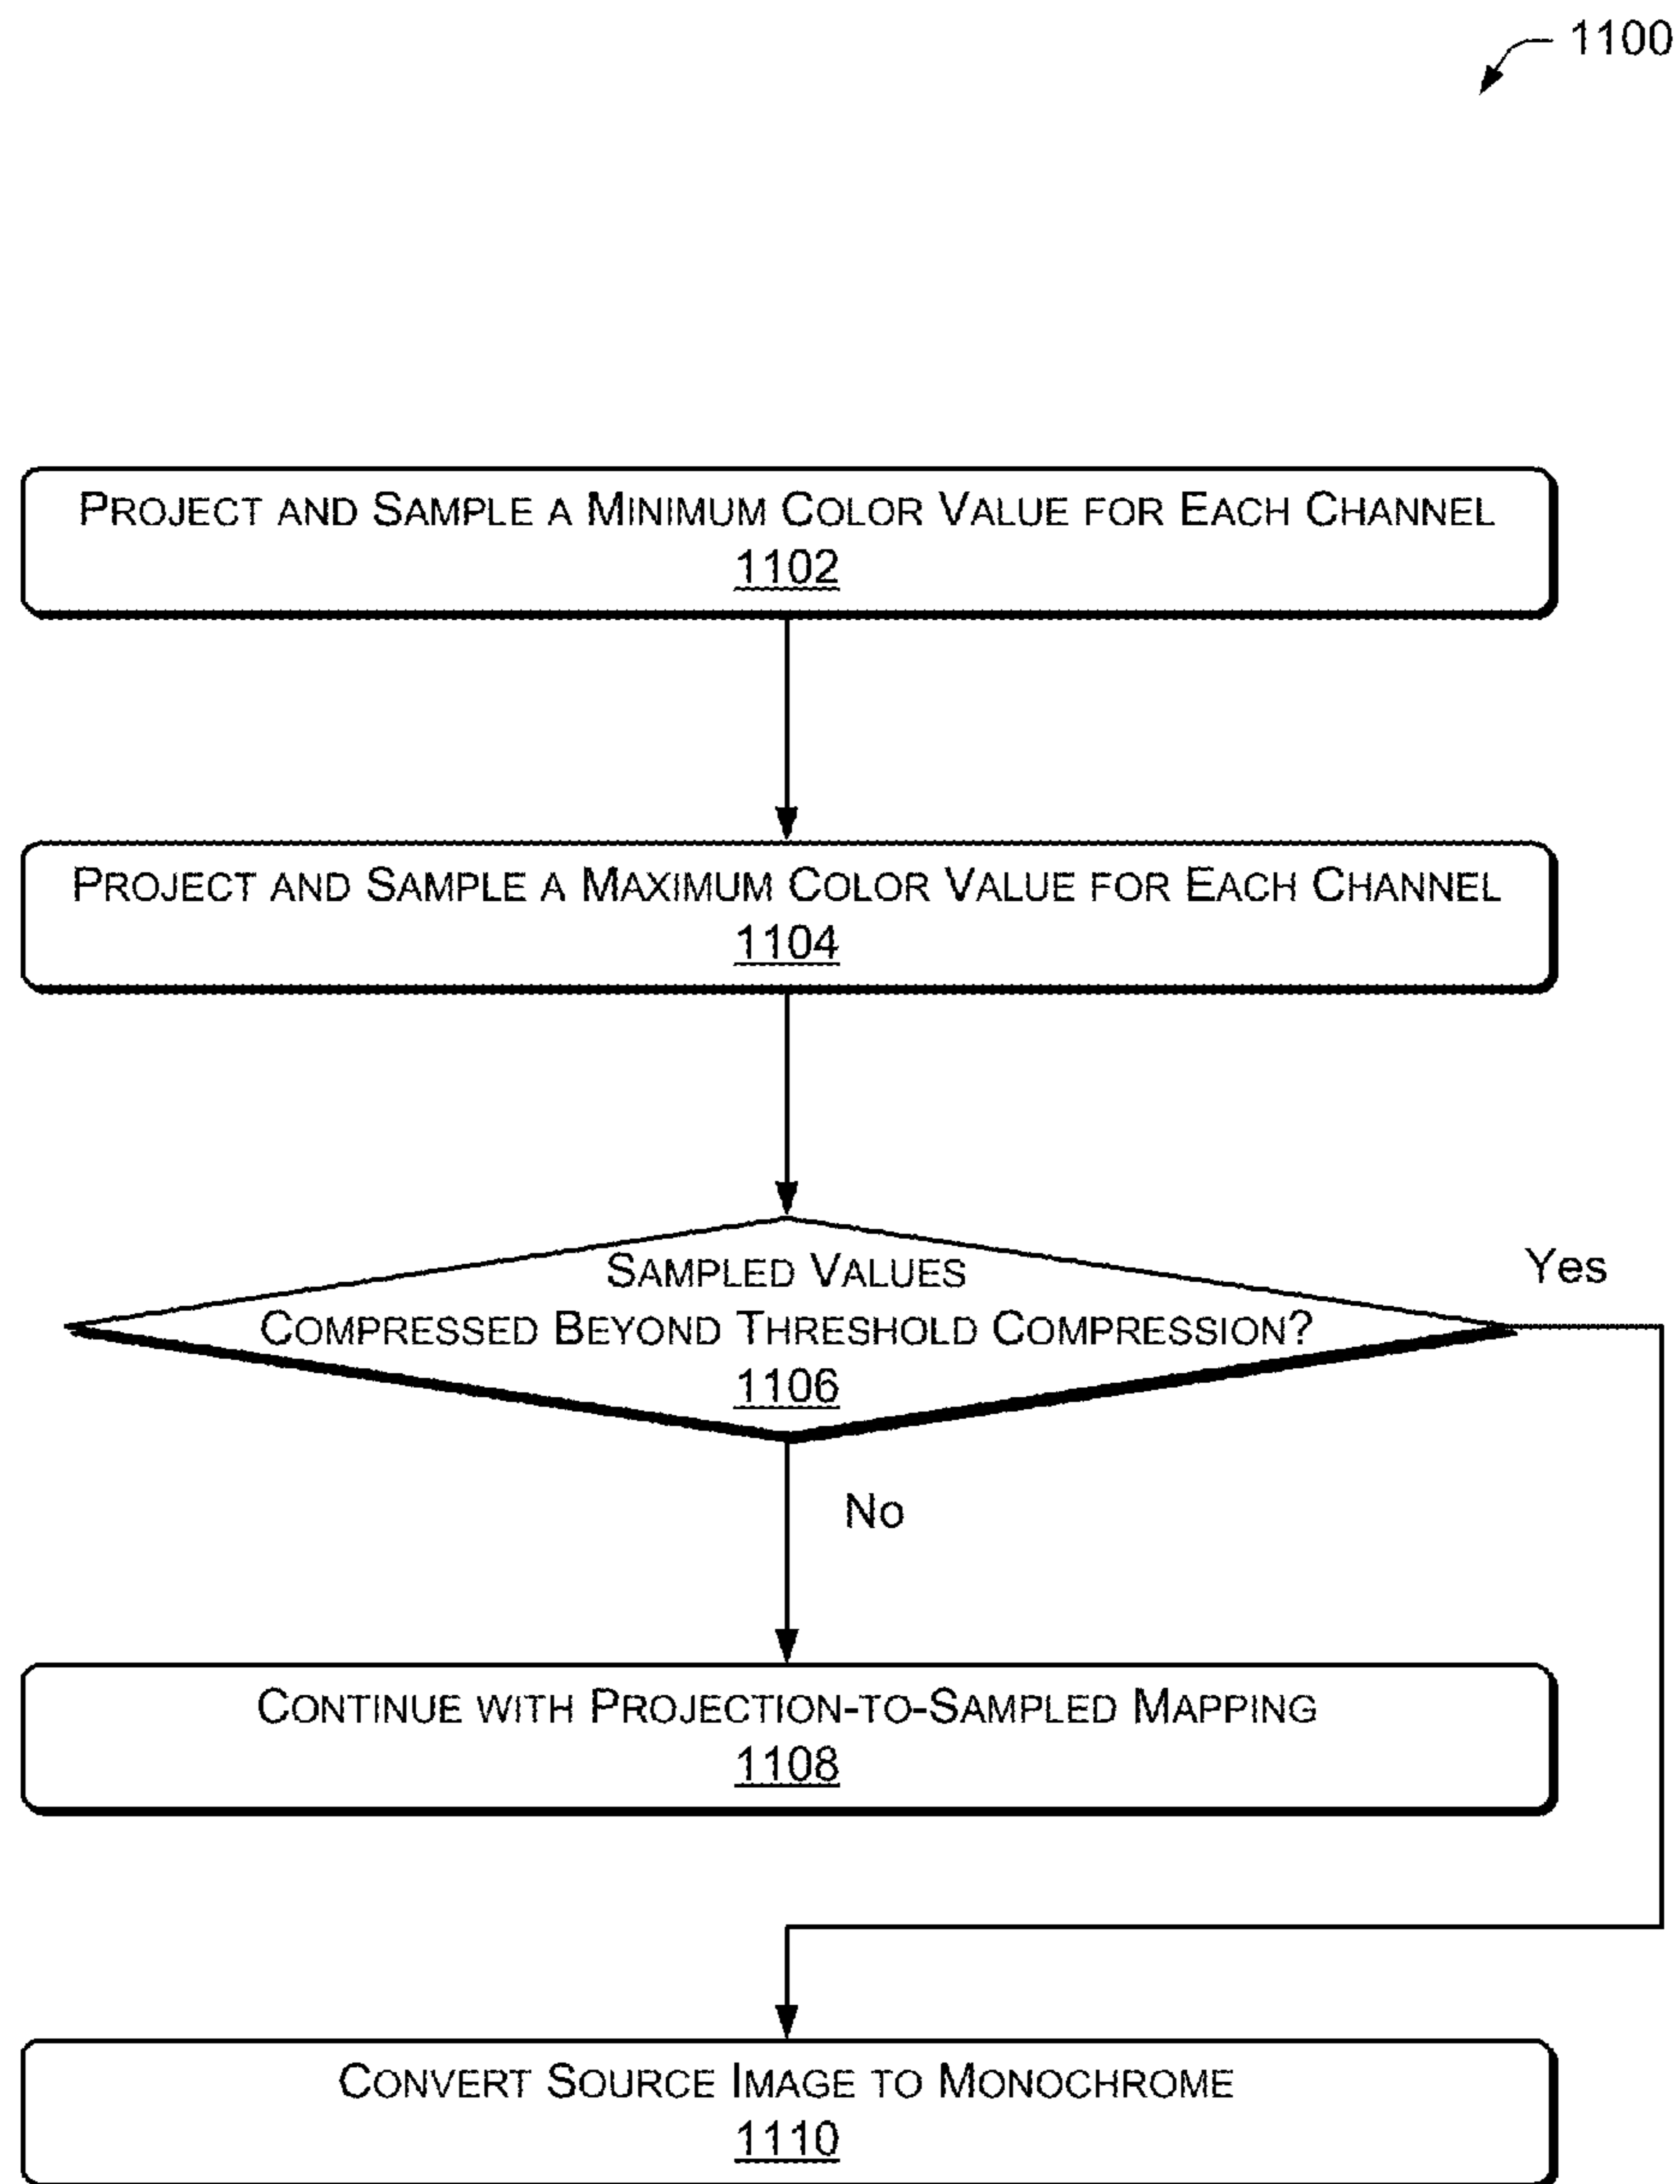 1100
PROJECT AND SAMPLE A MINIMUM COLOR VALUE FOR EACH CHANNEL
1102
PROJECT AND SAMPLE A MAXIMUM COLOR VALUE FOR EACH CHANNEL
1104
SAMPLED VALUES
COMPRESSED BEYOND THRESHOLD COMPRESSION?
1106
Yes
No
CONTINUE WITH PROJECTION-TO-SAMPLED MAPPING
1108
CONVERT SOURCE IMAGE TO MONOCHROME
1110